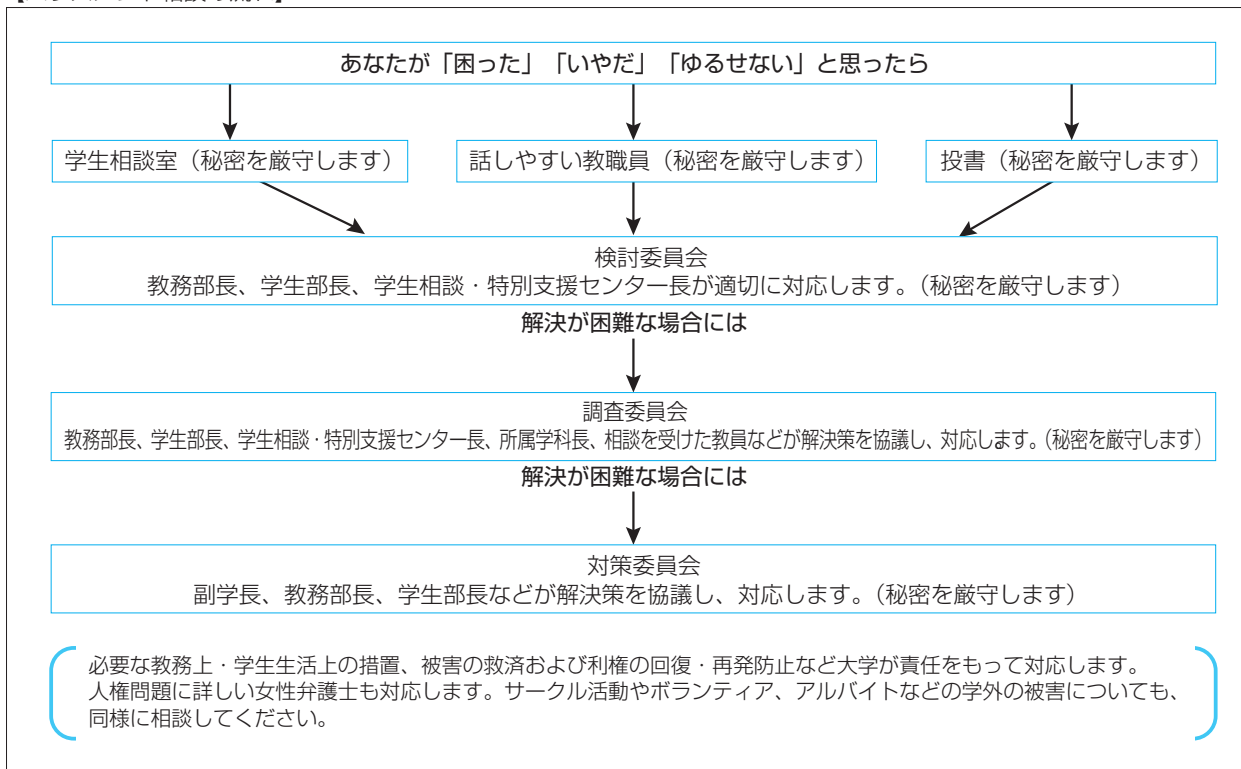 あなたが「困った」「いやだ」「ゆるせない」と思ったら
学生相談室（秘密を厳守します）
話しやすい教職員（秘密を厳守します）
投書（秘密を厳守します）
検討委員会
教務部長、学生部長、学生相談・特別支援センター長が適切に対応します。（秘密を厳守します）
解決が困難な場合には
調査委員会
教務部長、学生部長、学生相談・特別支援センター長、所属学科長、相談を受けた教員などが解決策を協議し、対応します。（秘密を厳守します）
解決が困難な場合には
対策委員会
副学長、教務部長、学生部長などが解決策を協議し、対応します。（秘密を厳守します）
必要な教務上・学生生活上の措置、被害の救済および利権の回復・再発防止など大学が責任をもって対応します。
人権問題に詳しい女性弁護士も対応します。サークル活動やボランティア、アルバイトなどの学外の被害についても、
同様に相談してください。